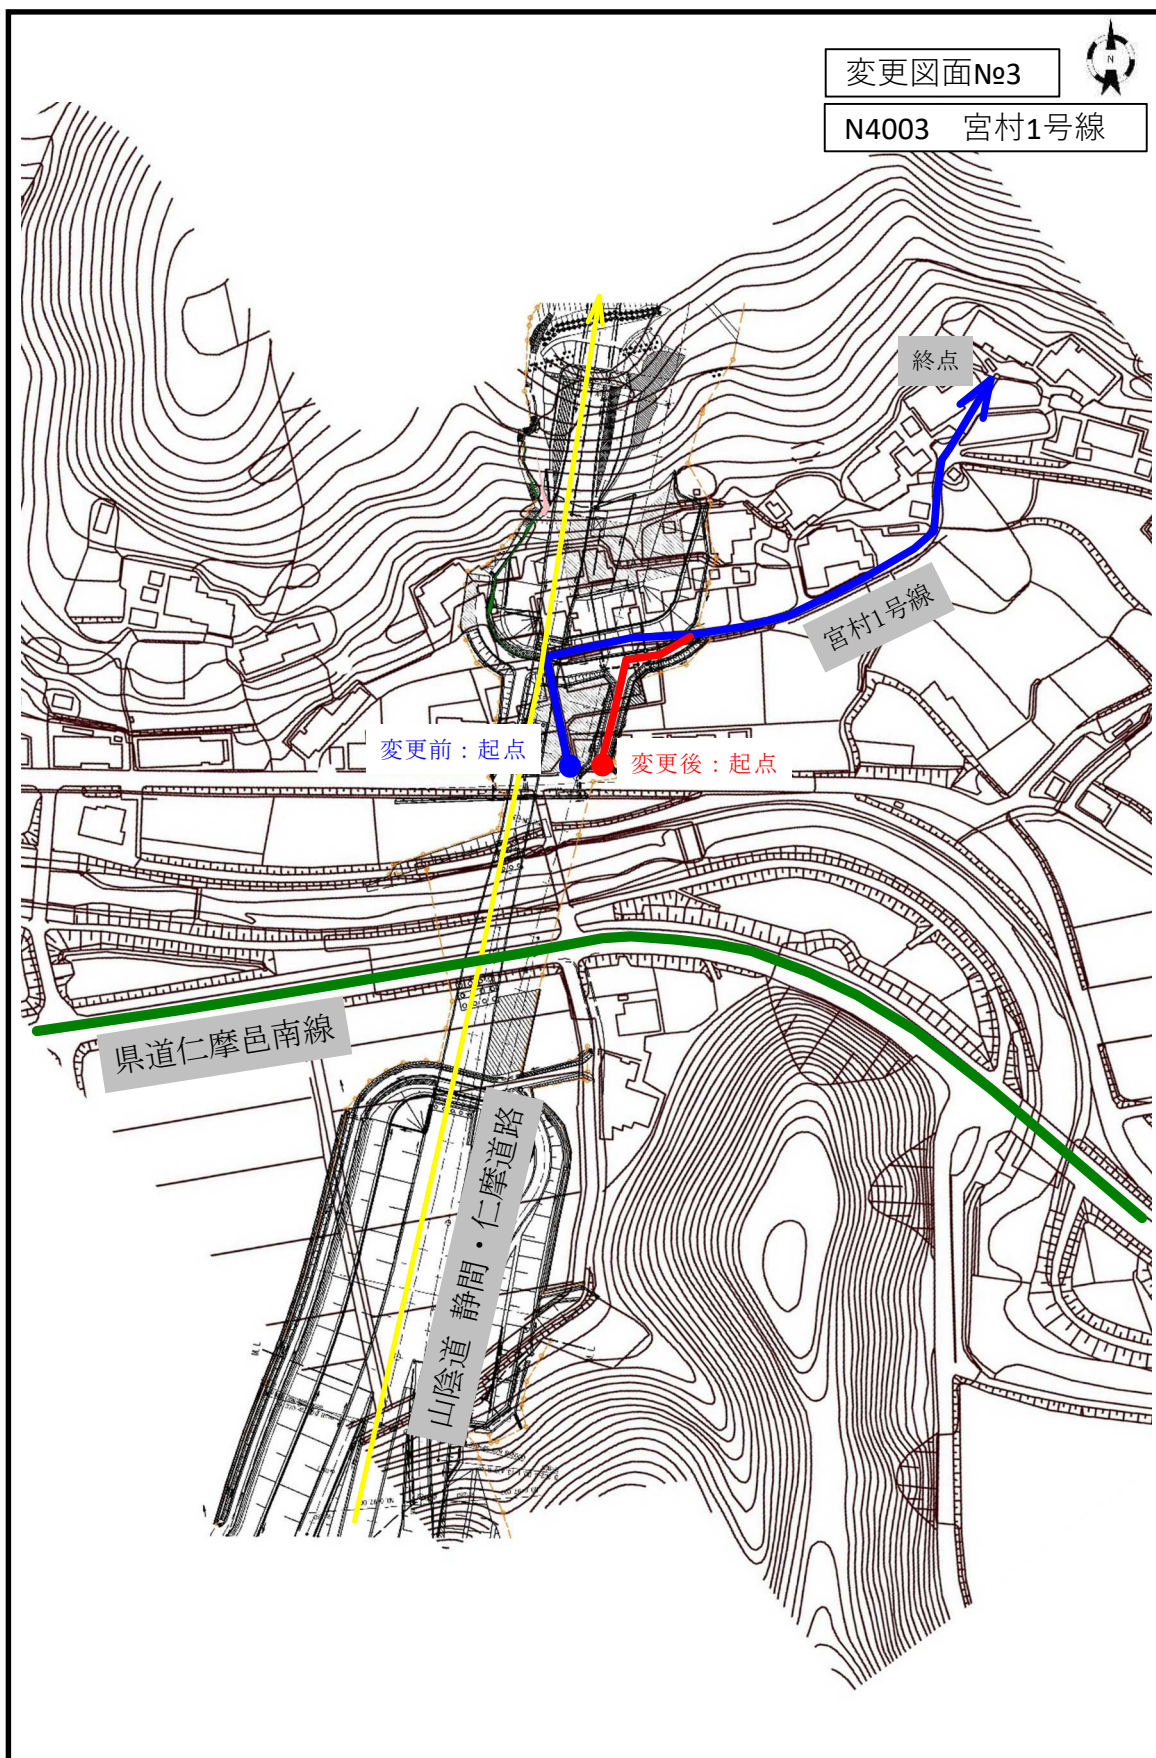 変更図面№3
N
N4003 宮村1号線
終点
宮村1号線
変更前：起点
変更後：起点
県道仁摩邑南線
山陰道 静間・仁摩道路